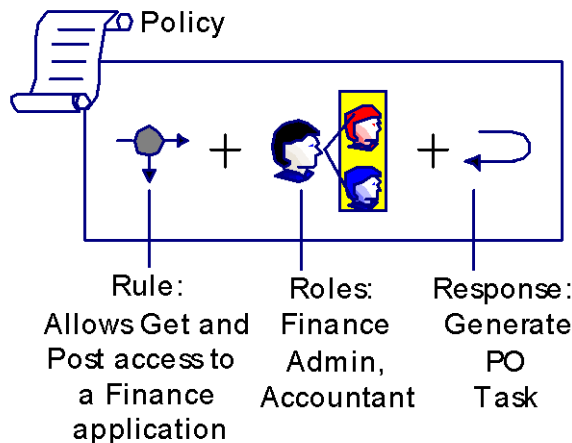 Policy
Rule:
Allows Get and
Post access to
a Finance
application
Roles:
Finance
Admin,
Accountant
Response:
Generate
PO
Task